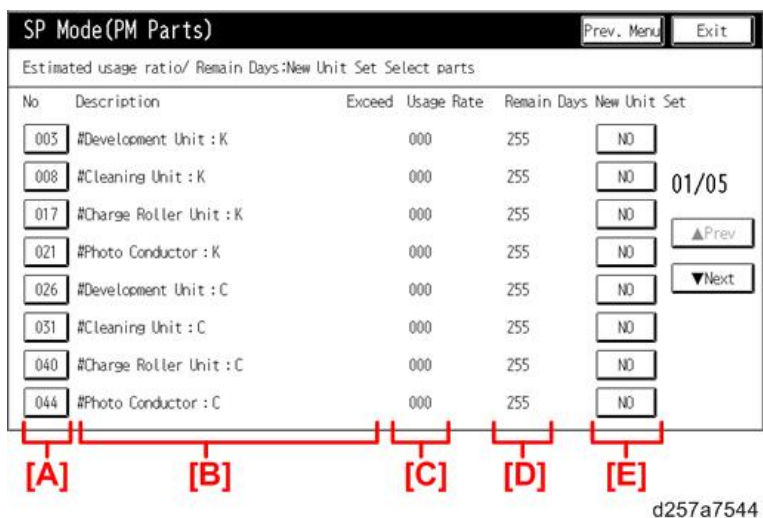 SP Mode(PM Parts) Prev. Menu Exit
Estimated usage ratio/ Remain Days:New Unit Set Select parts
No Description Exceed Usage Rate Remain Days New Unit Set
003 #Development Unit : K 000 255 NO
008 #Cleaning Unit : K 000 255 NO
01/05
017 #Charge Roller Unit : K 000 255 NO
▲Prev
021 #Photo Conductor : K 000 255 NO
▼Next
026 #Development Unit : C 000 255 NO
031 #Cleaning Unit : C 000 255 NO
040 #Charge Roller Unit : C 000 255 NO
044 #Photo Conductor : C 000 255 NO
[A] [B] [C] [D] [E]
d257a7544